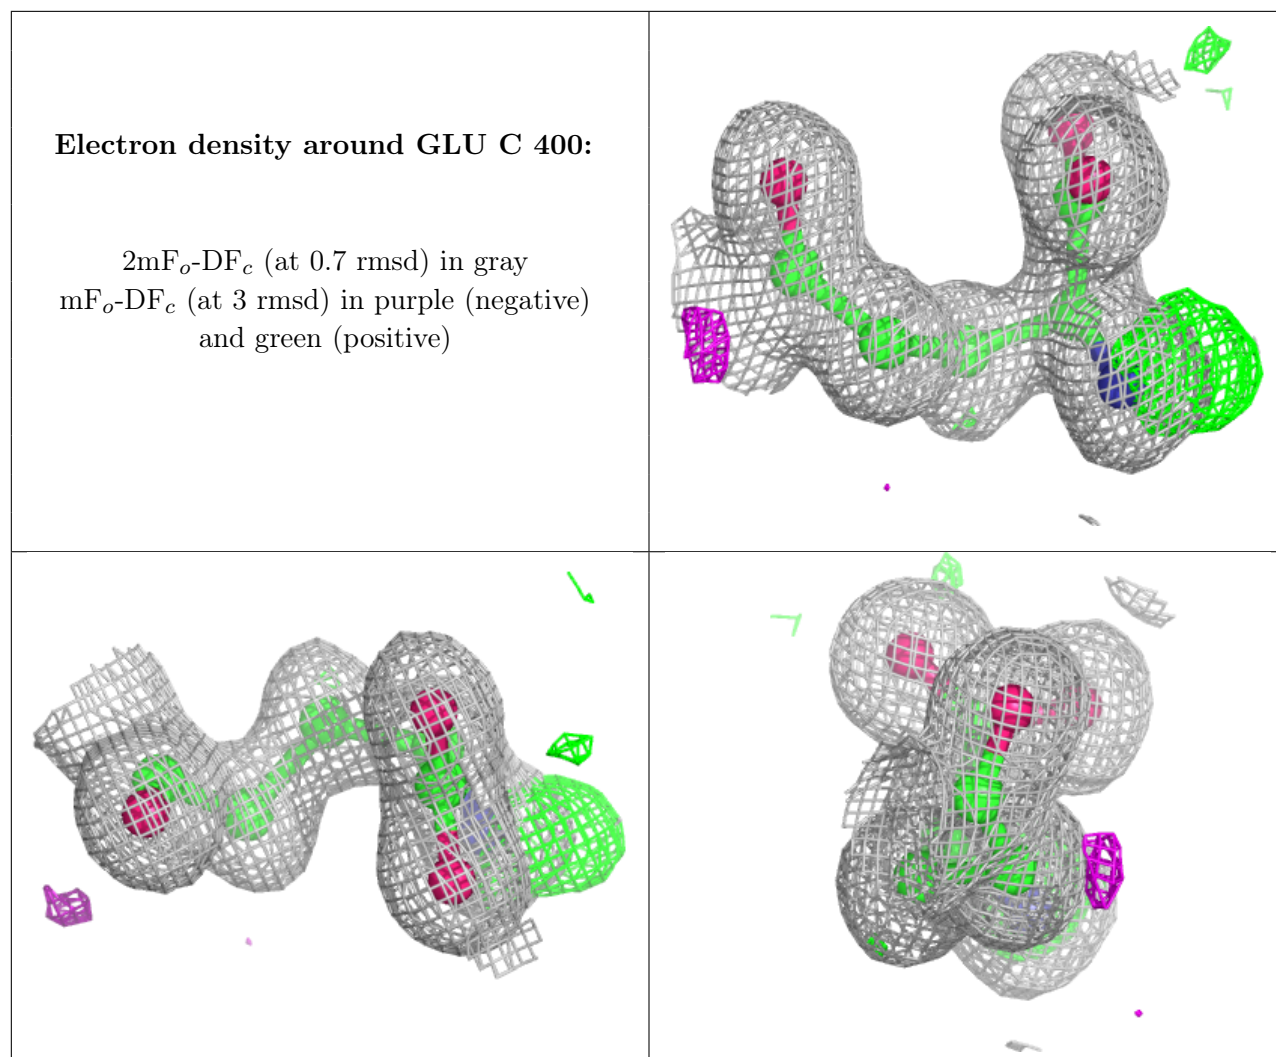 Electron density around GLU C 400:
2mFo-DFc (at 0.7 rmsd) in gray
mFo-DFc (at 3 rmsd) in purple (negative)
and green (positive)